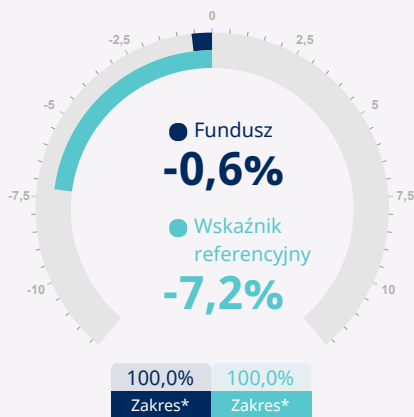 0
-2,5
2,5
-5
5
Fundusz
-0,6%
-7,5
7,5
Wskaźnik
referencyjny
-7,2%
-10
10
100,0%
100,0%
Zakres*
Zakres*